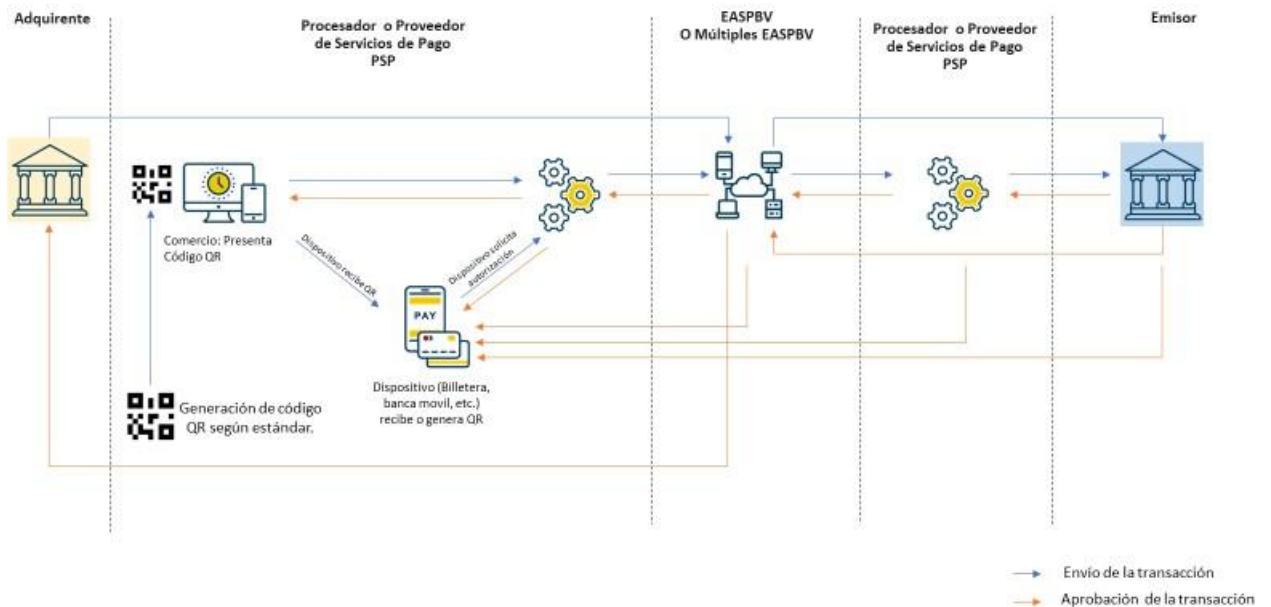 Adquirente
Procesador o Proveedor
de Servicios de Pago
PSP
EASPBV
O Múltiples EASPBV
Procesador o Proveedor
de Servicios de Pago
PSP
Emisor
Comercio: Presenta
Código QR
Dispositivo recibe QR
Dispositivo solicita
autorización
PAY
Dispositivo (Billetera,
banca movil, etc.)
recibe o genera QR
Generación de código
QR según estándar.
Envío de la transacción
Aprobación de la transacción